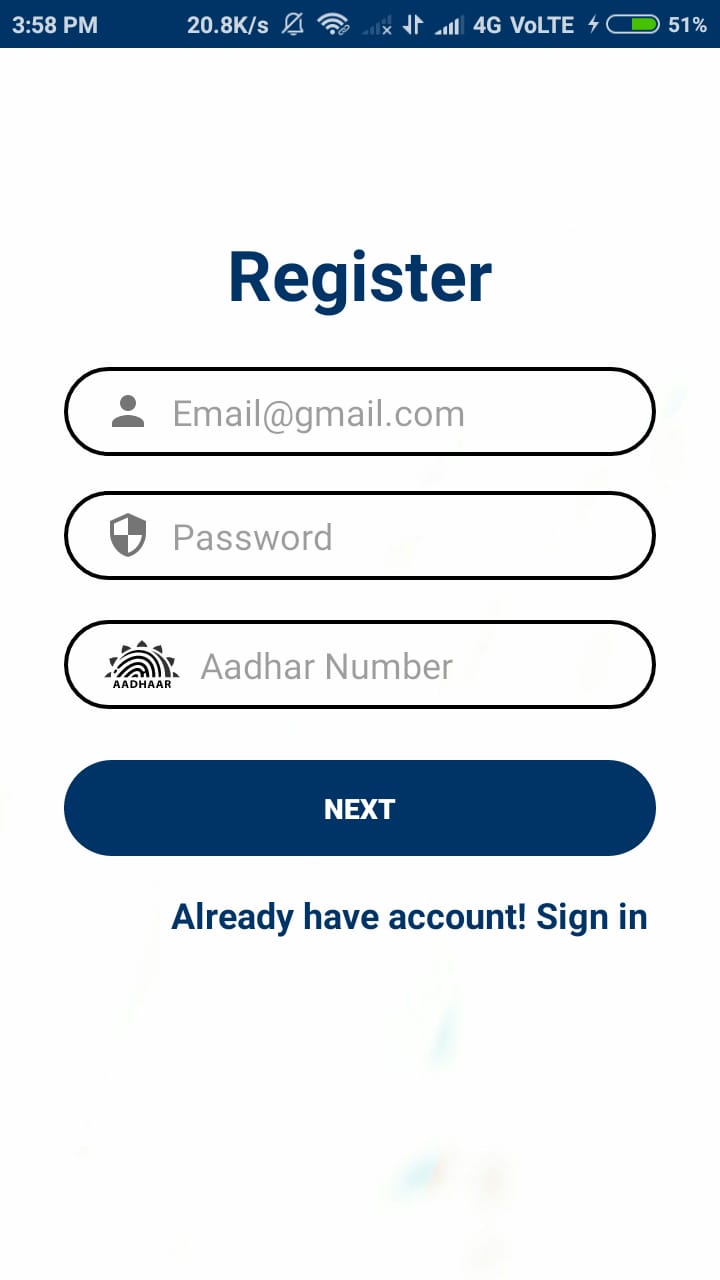 3:58 PM 20.8K/s 4G VoLTE 51%
Register
Email@gmail.com
Password
AADHAAR Aadhar Number
NEXT
Already have account! Sign in